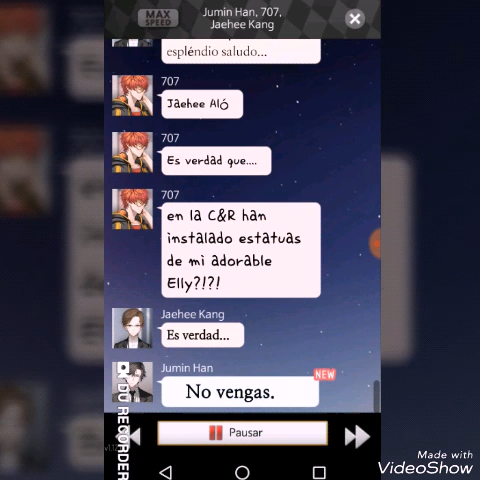 MAX
SPEED
Jumin Han, 707,
Jaehee Kang
espléndio saludo...
707
Jaehee Aló
707
Es verdad que....
707
en la C&R han
instalado estatuas
de mi adorable
Elly?!?!
Jaehee Kang
Es verdad...
Jumin Han
NEW
No vengas.
DU RECORDER
Pausar
Made with
VideoShow